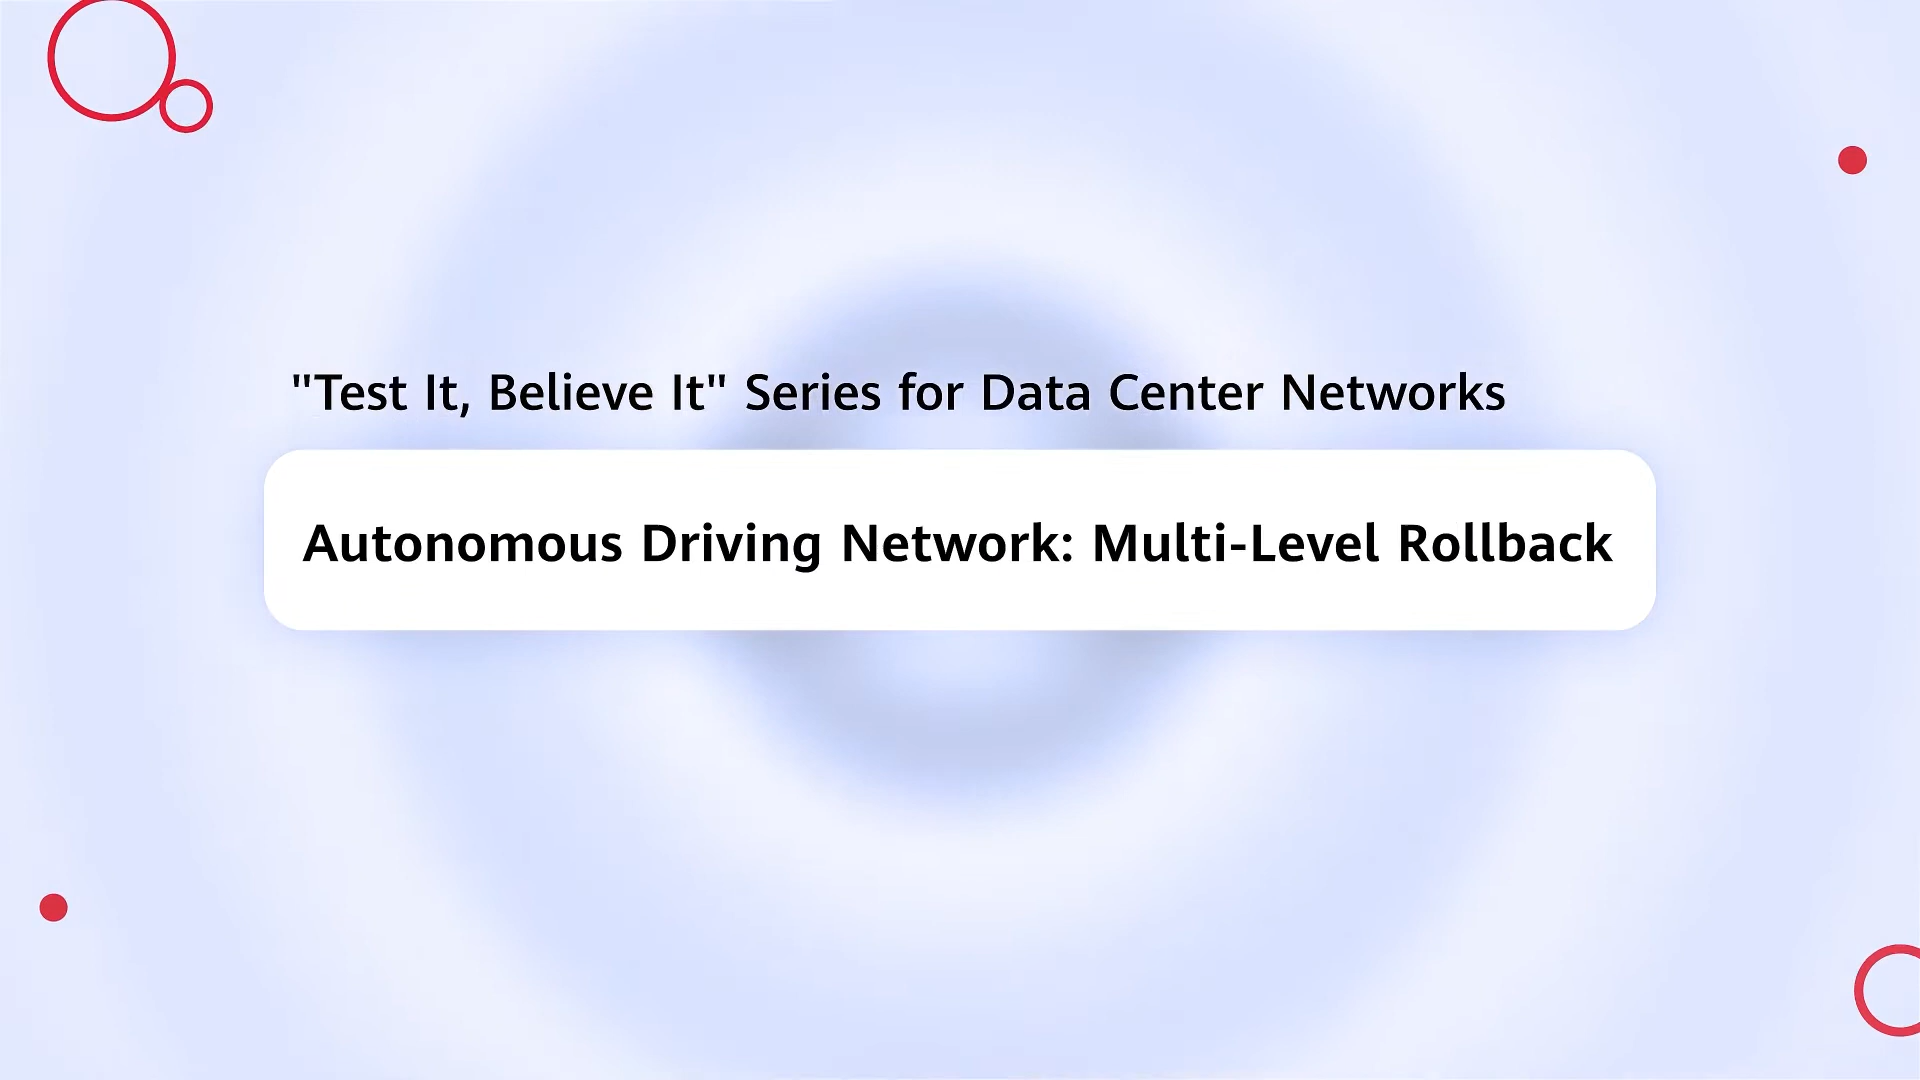 "Test It, Believe It" Series for Data Center Networks
Autonomous Driving Network: Multi-Level Rollback